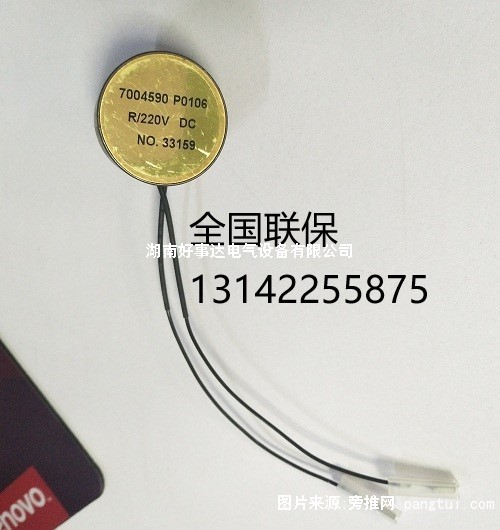 7004590 P0106
R/220V DC
NO. 33159
全国联保
湖南好事达电气设备有限公司
13142255875
enovo
图片来源:旁推网 pangtui.com